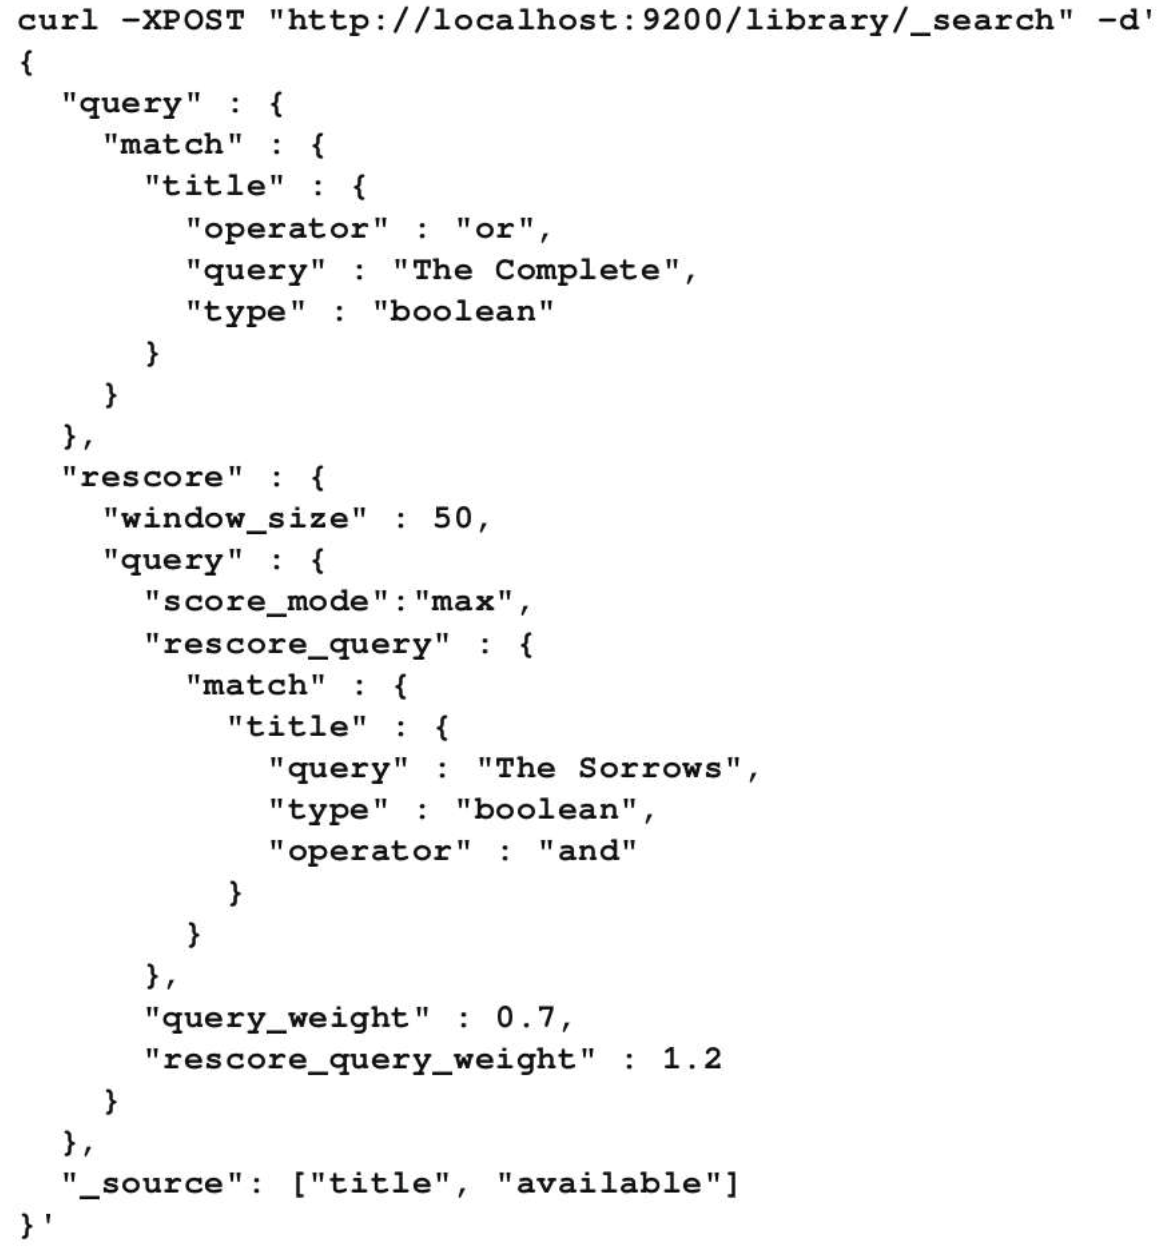 curl -XPOST "http://localhost:9200/library/_search" -d'
{
  "query" : {
    "match" : {
      "title" : {
        "operator" : "or",
        "query" : "The Complete",
        "type" : "boolean"
      }
    }
  },
  "rescore" : {
    "window_size" : 50,
    "query" : {
      "score_mode":"max",
      "rescore_query" : {
        "match" : {
          "title" : {
            "query" : "The Sorrows",
            "type" : "boolean",
            "operator" : "and"
          }
        }
      },
      "query_weight" : 0.7,
      "rescore_query_weight" : 1.2
    }
  },
  "_source": ["title", "available"]
}'